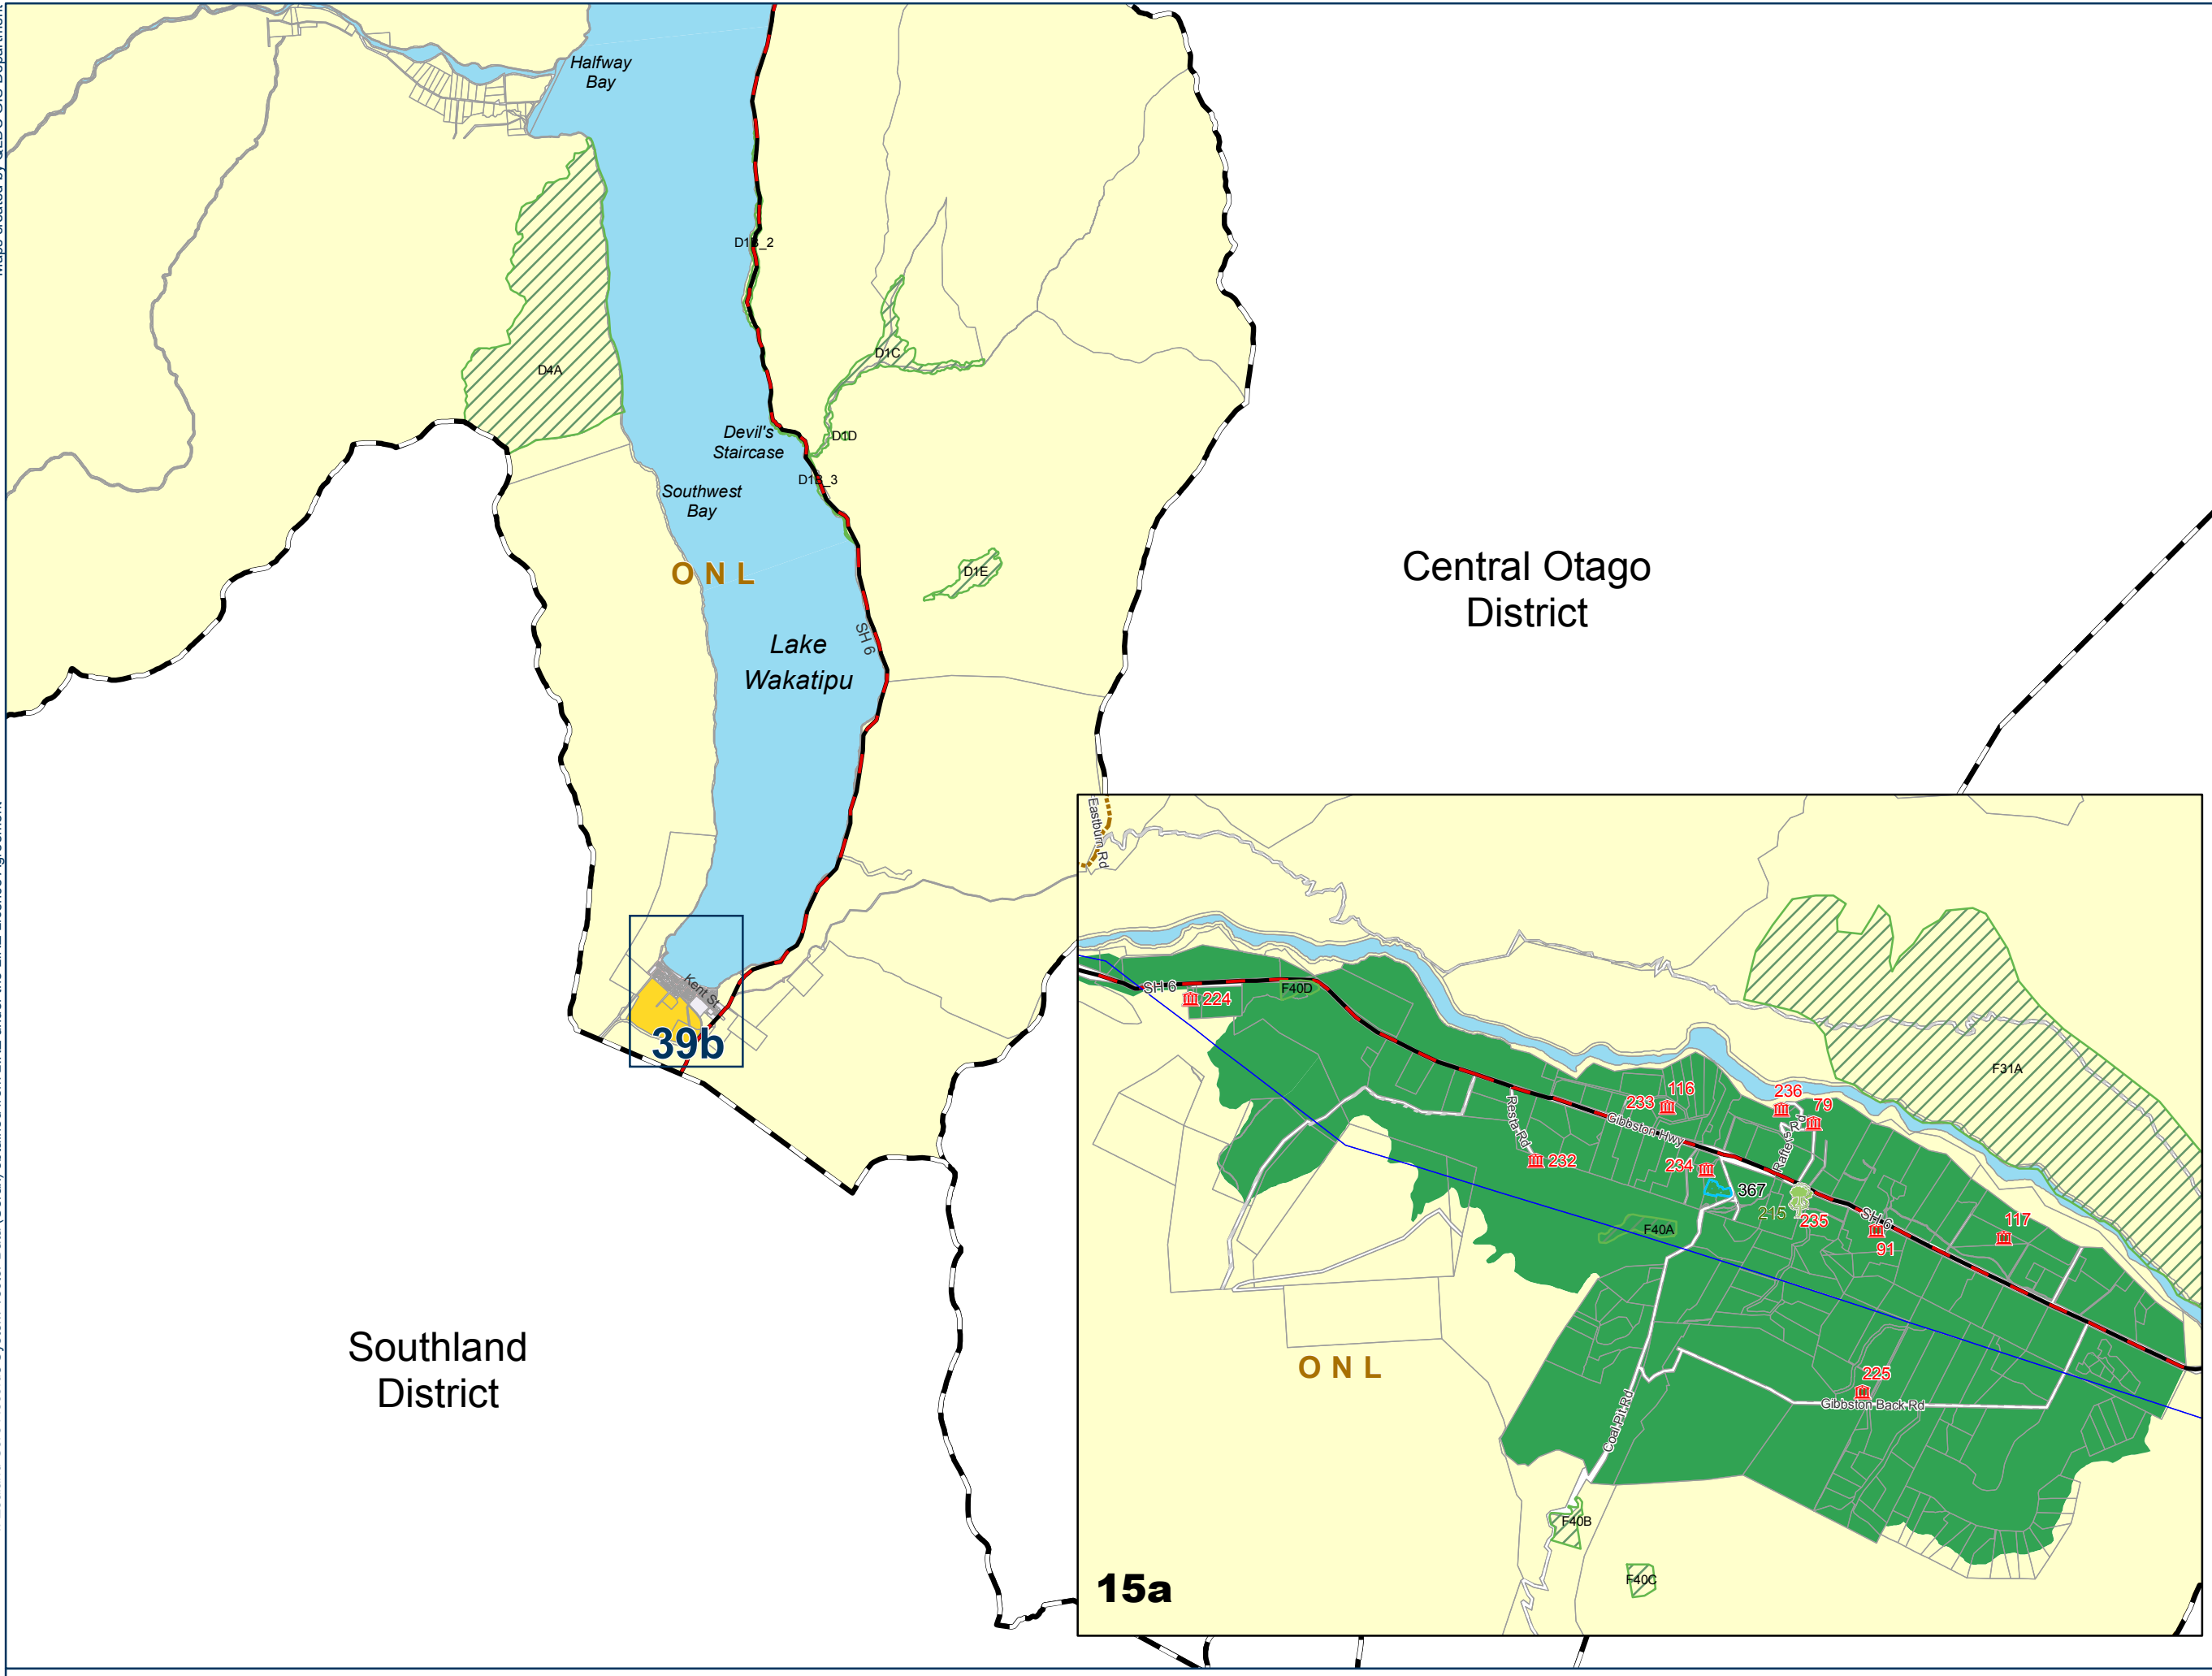 Halfway
Bay
D1B_2
D1C
D4A
Devil's
Staircase
D1D
D1B_3
Southwest
Bay
O N L
D1E
SH 6
Lake
Wakatipu
Central Otago
District
Kent St
39b
Southland
District
Eastburn Rd
SH 6
224
F40D
F31A
116
233
236
79
Resta Rd
Gibbston Hwy
Rafters Rd
232
234
367
215
235
SH 6
91
117
F40A
O N L
225
Gibbston Back Rd
Coal Pit Rd
F40B
F40C
15a